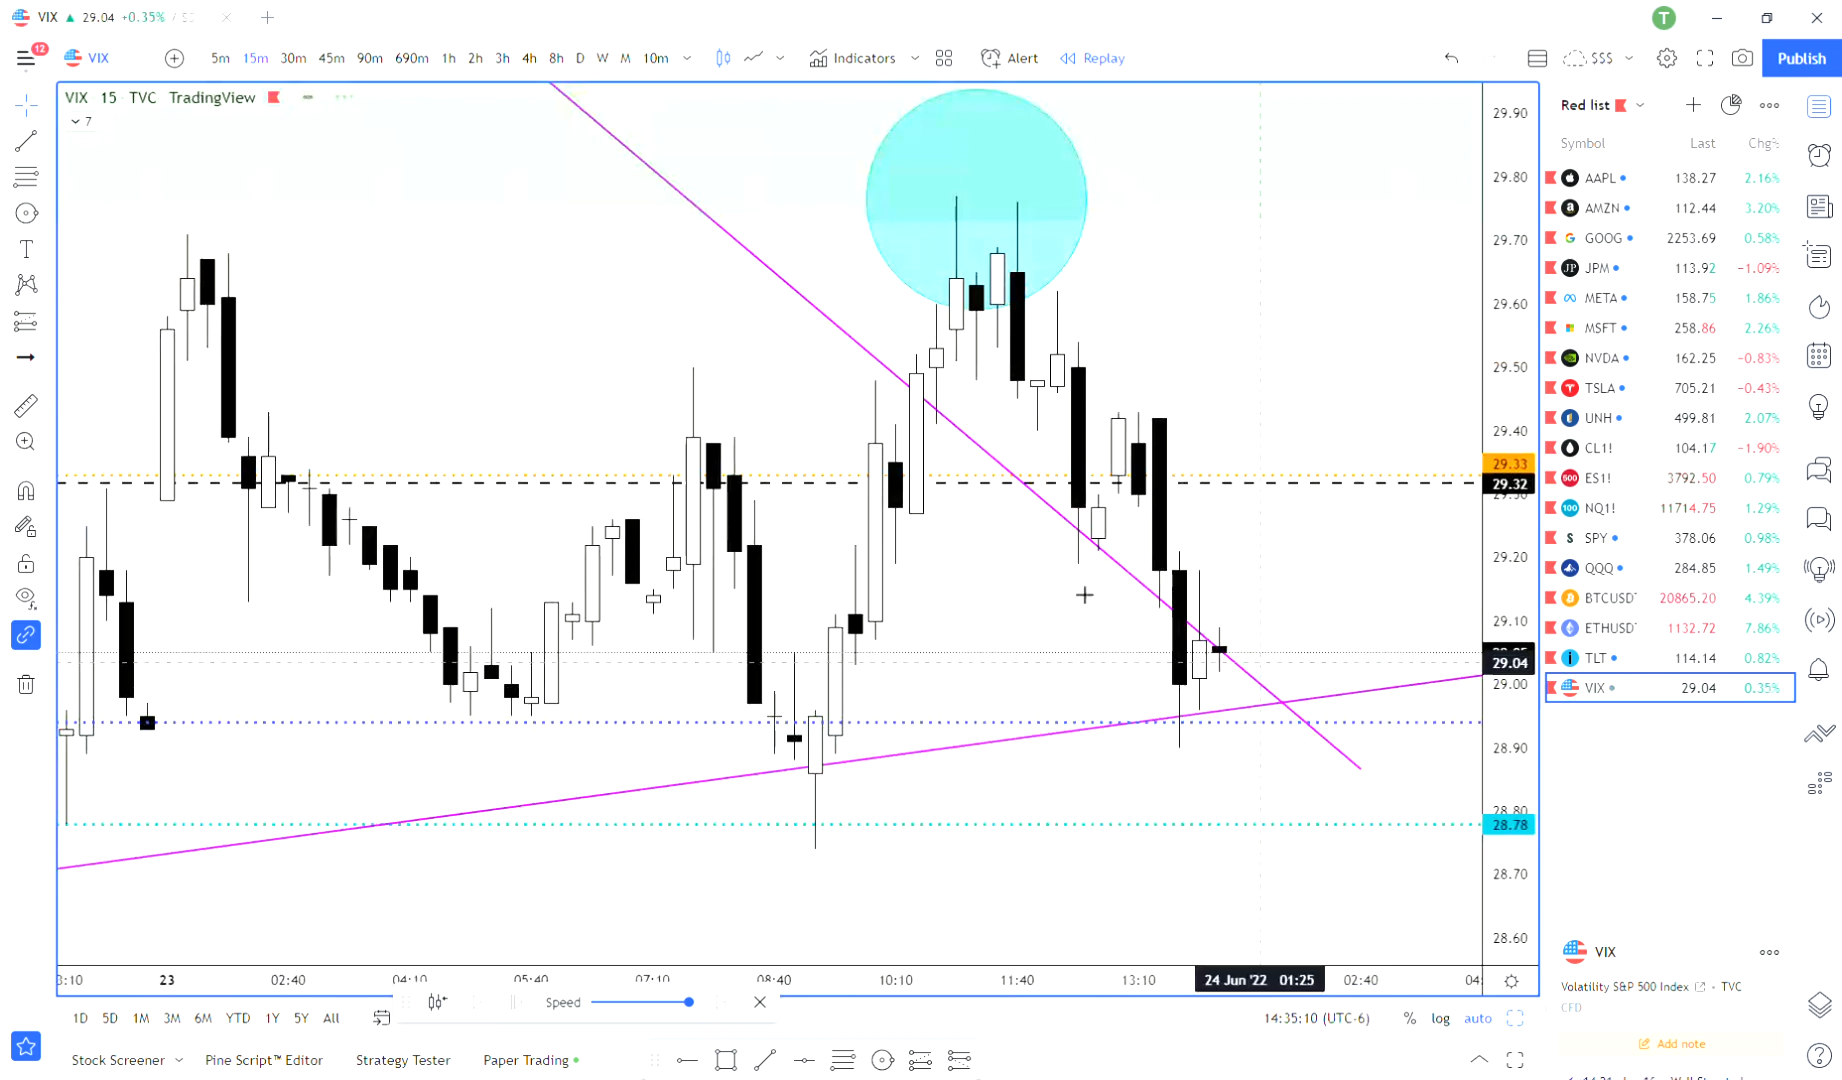 VIX ▲ 29.04 +0.35%
T
12
VIX 5m 15m 30m 45m 90m 690m 1h 2h 3h 4h 8h D W M 10m Indicators Alert Replay $$$ Publish
VIX 15 TVC TradingView
7
29.90
29.80
29.70
29.60
29.50
29.40
29.33
29.32
29.30
29.20
29.10
29.04
29.00
28.90
28.80
28.78
28.70
28.60
3:10 23 02:40 04:10 05:40 07:10 08:40 10:10 11:40 13:10 24 Jun '22 01:25 02:40 04:
Speed
1D 5D 1M 3M 6M YTD 1Y 5Y All 14:35:10 (UTC-6) % log auto
Stock Screener Pine Script™ Editor Strategy Tester Paper Trading
Red list
Symbol Last Chg%
AAPL 138.27 2.16%
AMZN 112.44 3.20%
GOOG 2253.69 0.58%
JPM 113.92 −1.09%
META 158.75 1.86%
MSFT 258.86 2.26%
NVDA 162.25 −0.83%
TSLA 705.21 −0.43%
UNH 499.81 2.07%
CL1! 104.17 −1.90%
ES1! 3792.50 0.79%
NQ1! 11714.75 1.29%
SPY 378.06 0.98%
QQQ 284.85 1.49%
BTCUSD 20865.20 4.39%
ETHUSD 1132.72 7.86%
TLT 114.14 0.82%
VIX 29.04 0.35%
VIX
Volatility S&P 500 Index · TVC
CFD
Add note